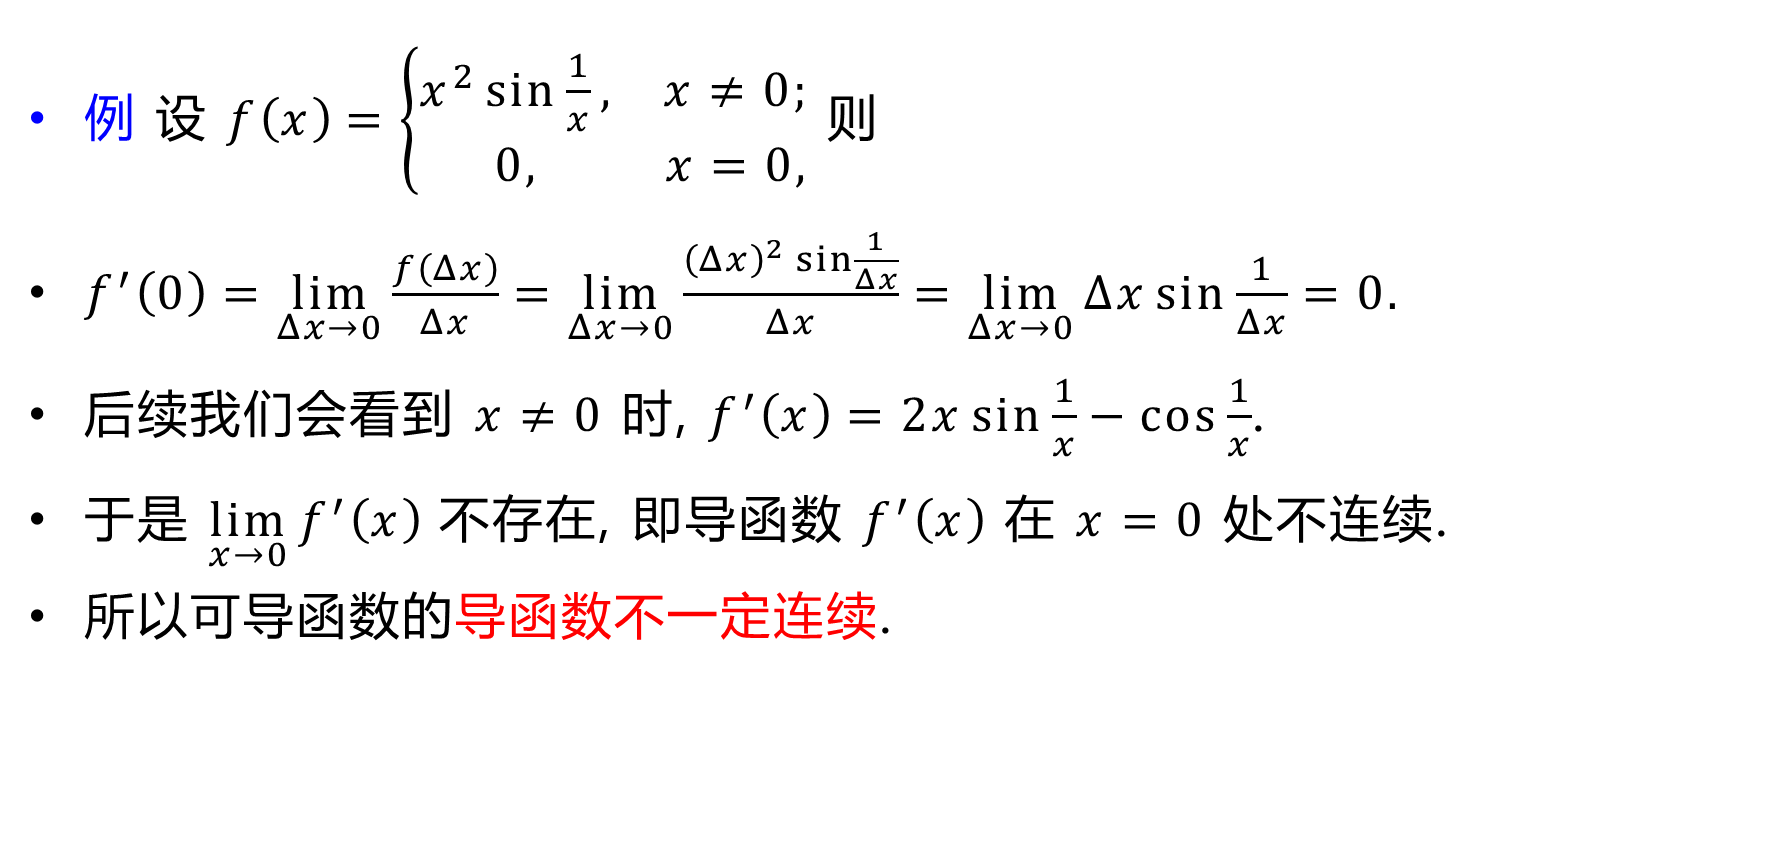 • 例 设 f(x) = { x² sin 1/x, x ≠ 0; 0, x = 0, 则
• f′(0) = lim_{Δx→0} f(Δx)/Δx = lim_{Δx→0} (Δx)² sin 1/Δx / Δx = lim_{Δx→0} Δx sin 1/Δx = 0.
• 后续我们会看到 x ≠ 0 时, f′(x) = 2x sin 1/x − cos 1/x.
• 于是 lim_{x→0} f′(x) 不存在, 即导函数 f′(x) 在 x = 0 处不连续.
• 所以可导函数的导函数不一定连续.